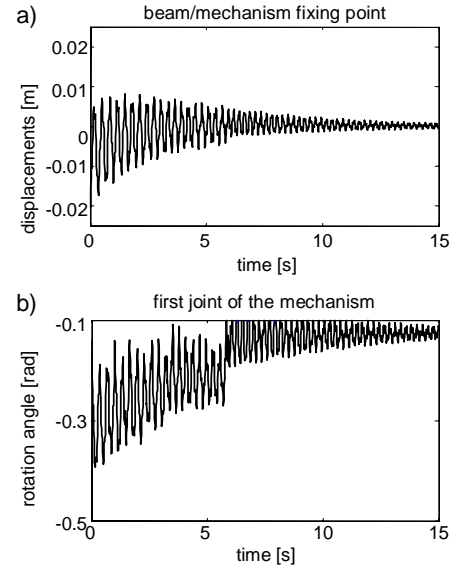 a)
beam/mechanism fixing point
displacements [m]
0.02
0.01
0
-0.01
-0.02
0
5
10
15
time [s]
b)
first joint of the mechanism
rotation angle [rad]
-0.1
-0.3
-0.5
0
5
10
15
time [s]